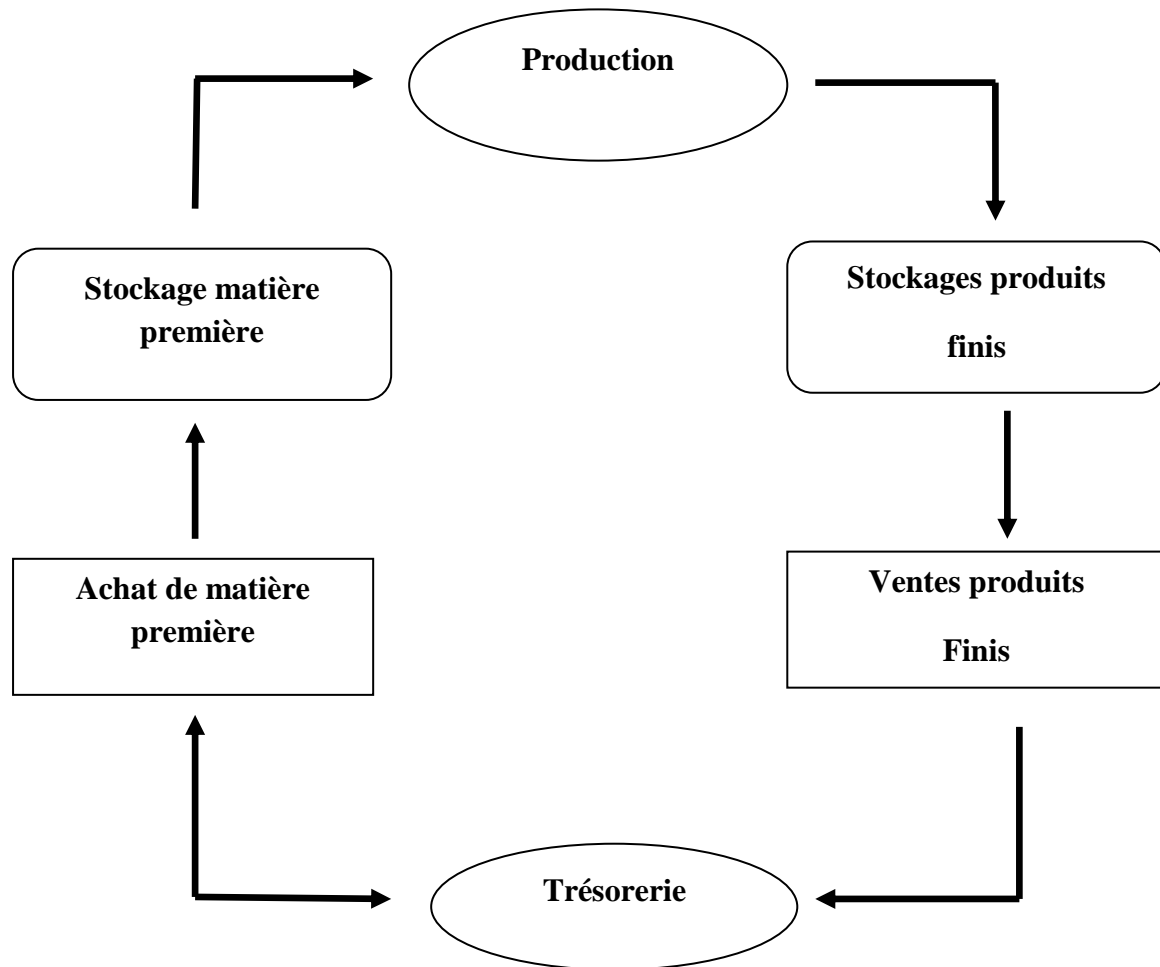 Production
Stockage matière
première
Stockages produits
finis
Achat de matière
première
Ventes produits
Finis
Trésorerie